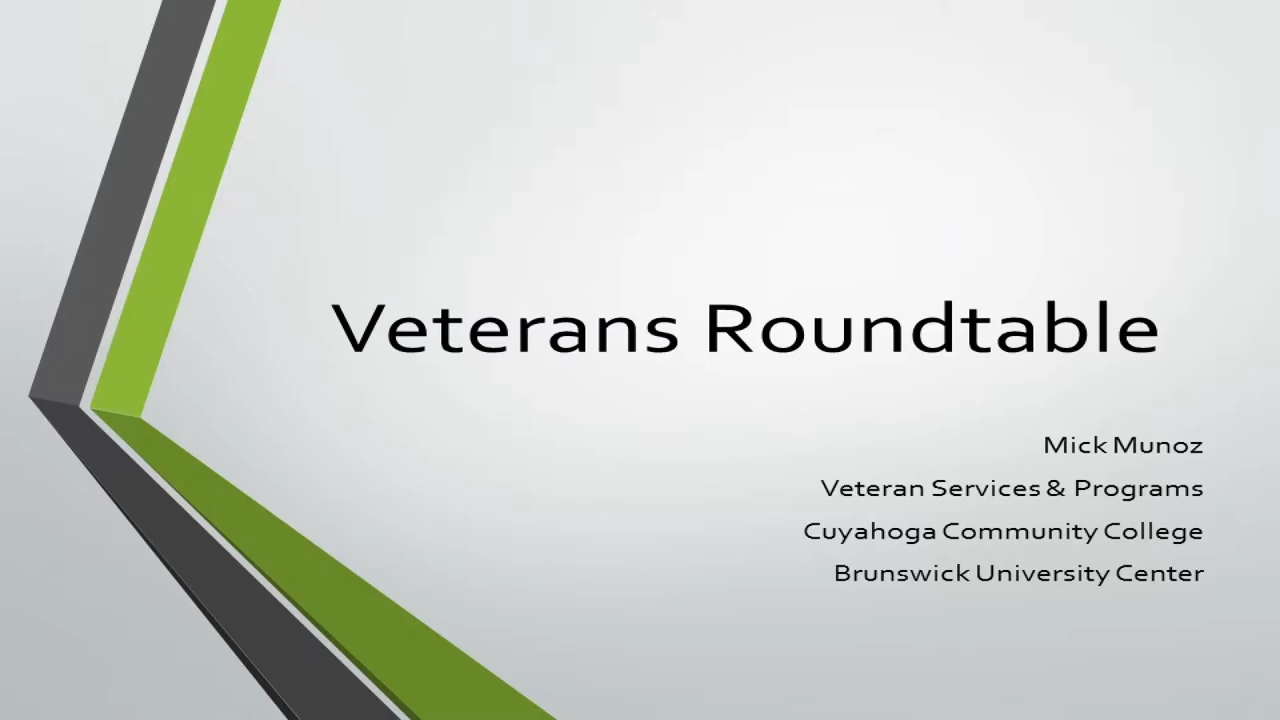 Veterans Roundtable
Mick Munoz
Veteran Services & Programs
Cuyahoga Community College
Brunswick University Center